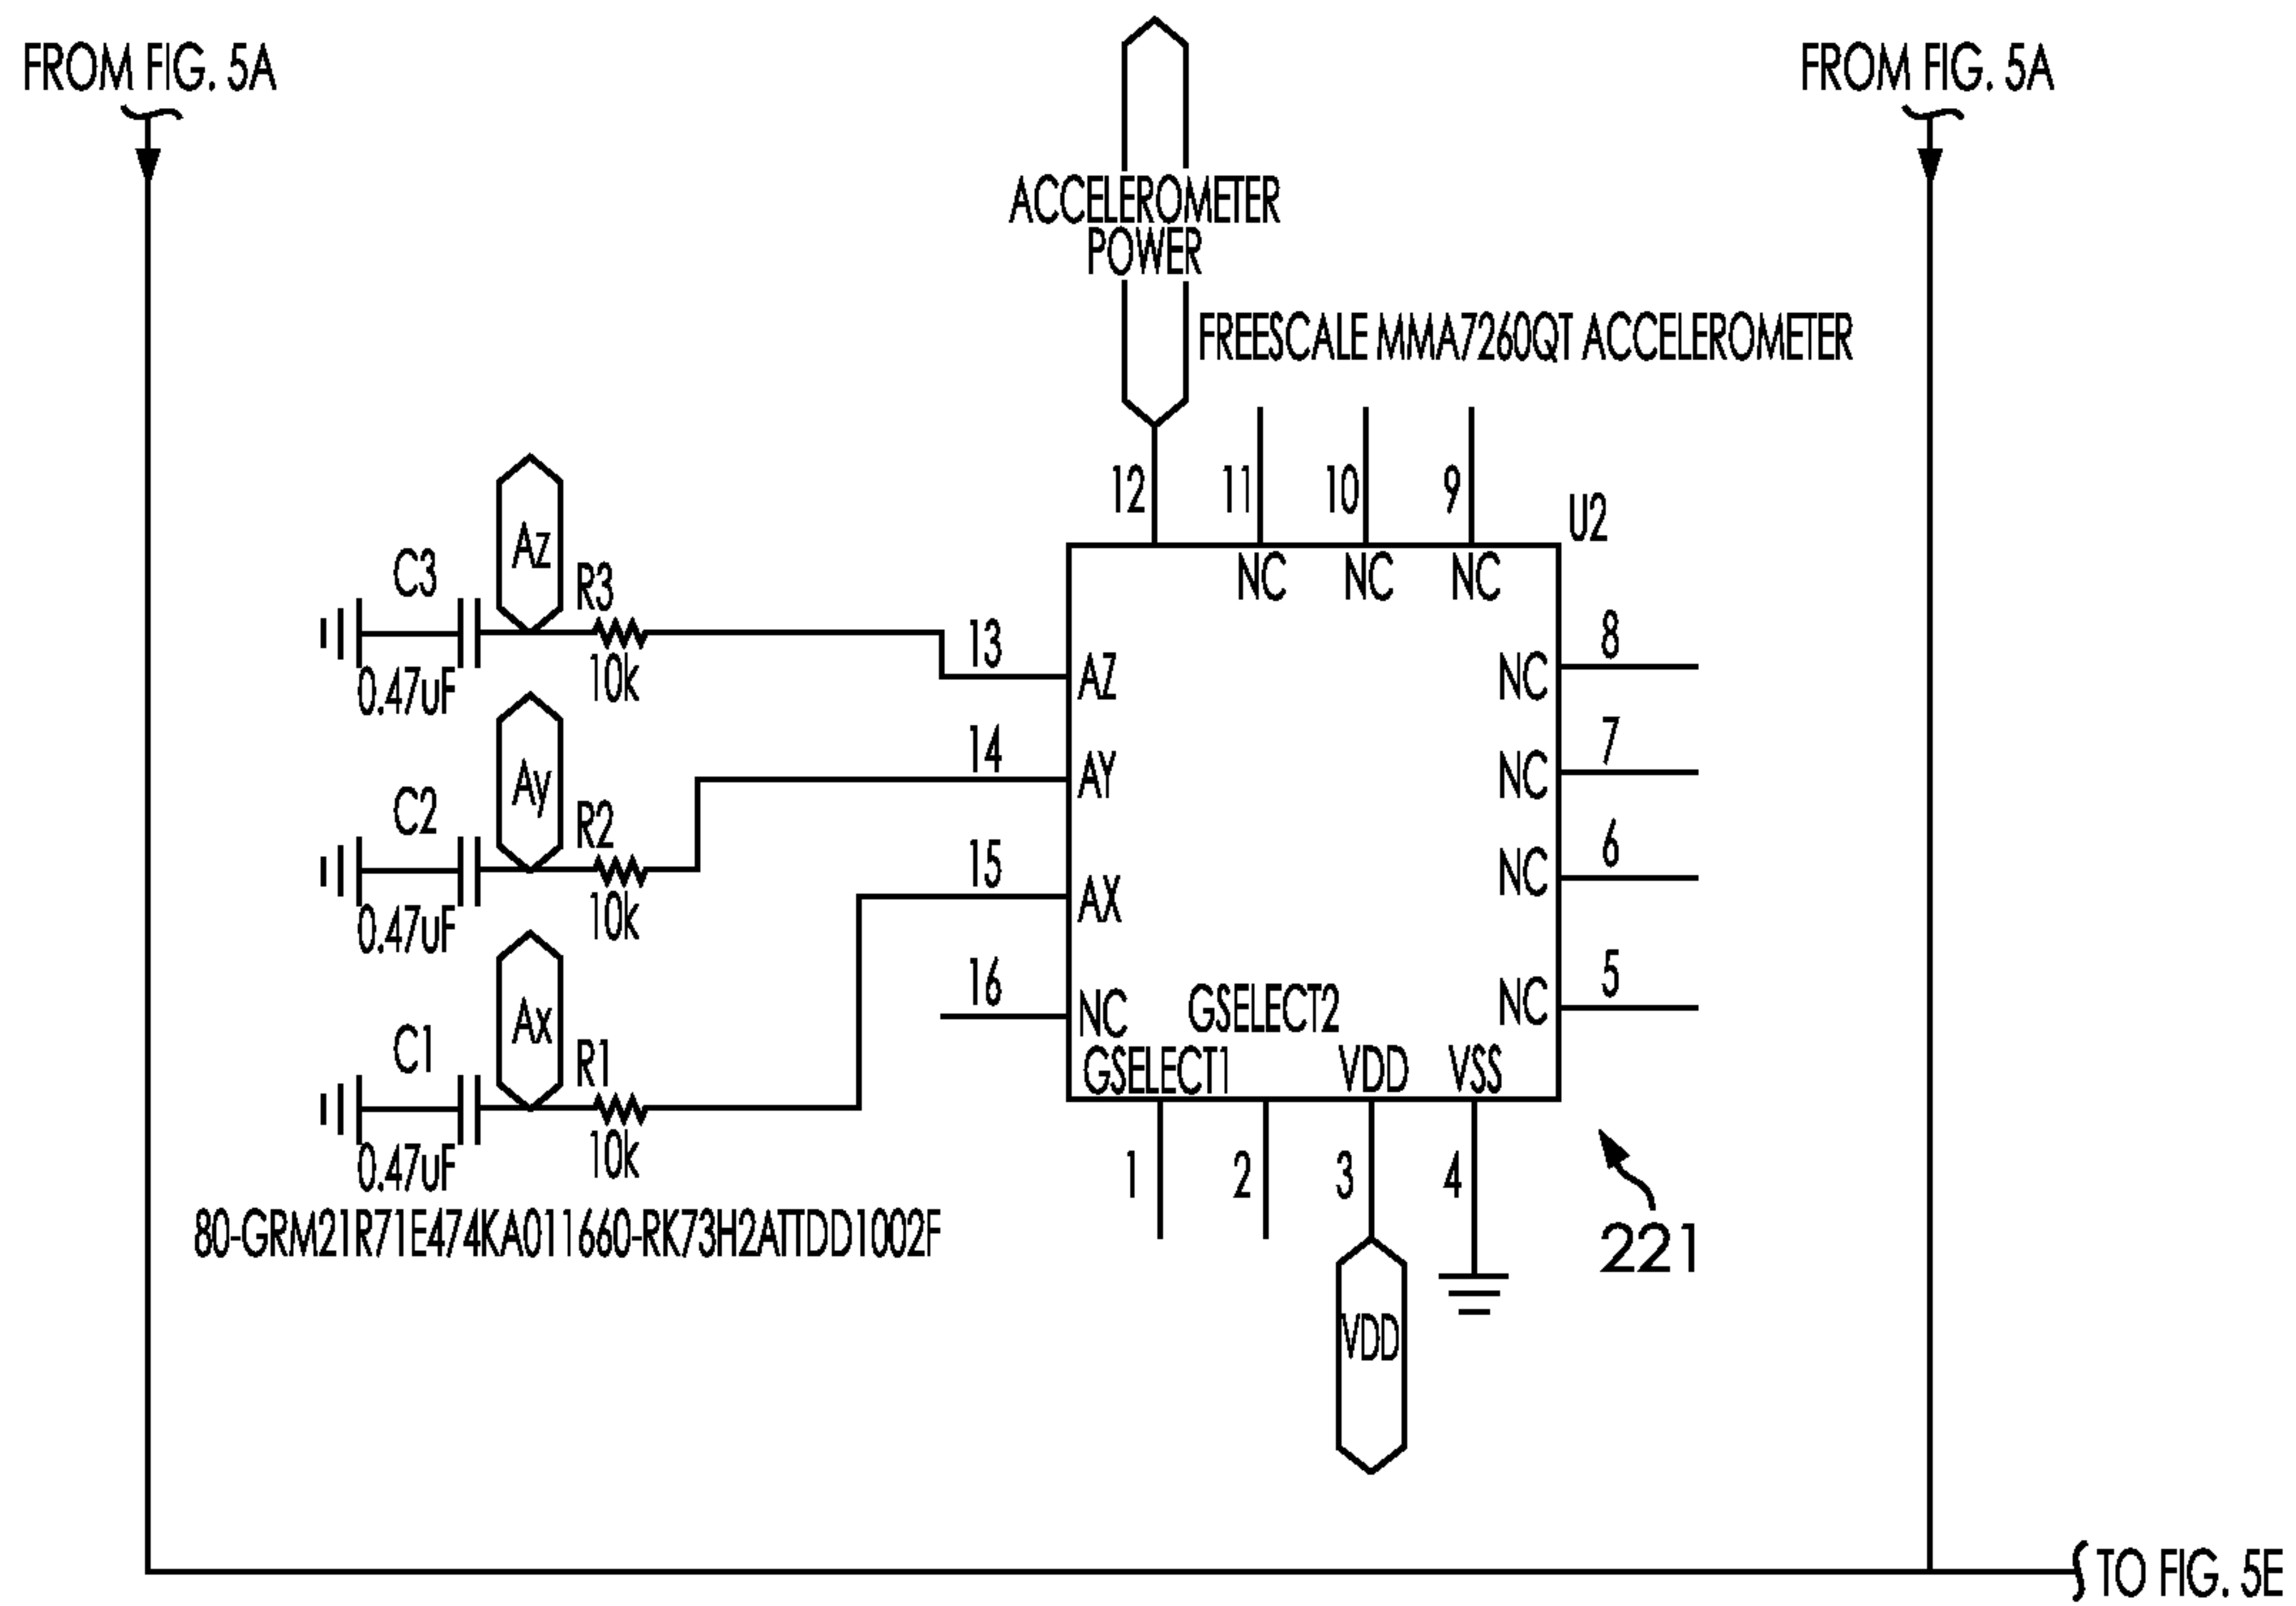 FROM FIG. 5A
FROM FIG. 5A
ACCELEROMETER
POWER
FREESCALE MMA7260QT ACCELEROMETER
12
11
10
9
U2
NC
NC
NC
C3
Az
R3
0.47uF
10k
13
AZ
NC
8
C2
Ay
R2
0.47uF
10k
14
AY
NC
7
15
AX
NC
6
C1
Ax
R1
0.47uF
10k
16
NC
GSELECT2
NC
5
GSELECT1
VDD
VSS
1
2
3
4
221
80-GRM21R71E474KA011660-RK73H2ATTDD1002F
VDD
TO FIG. 5E